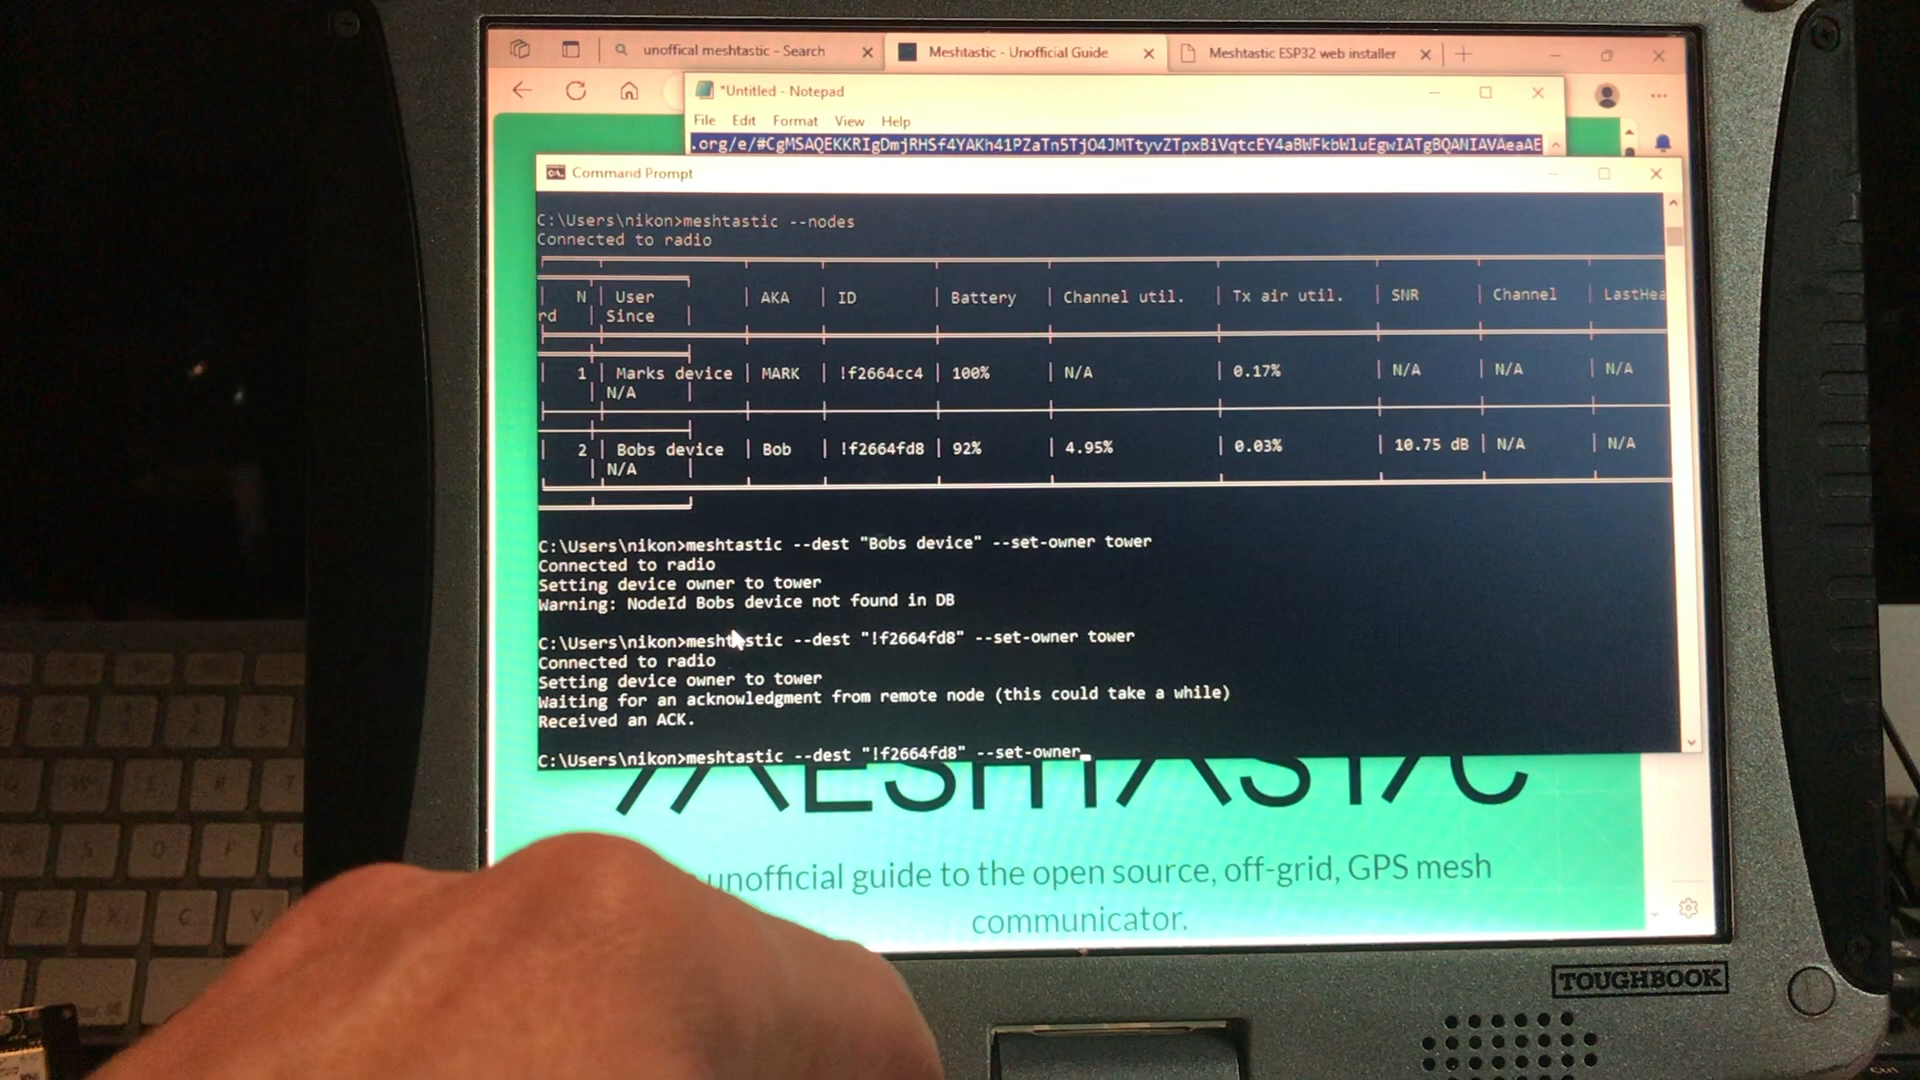 unoffical meshtastic - Search
Meshtastic - Unofficial Guide
Meshtastic ESP32 web installer
*Untitled - Notepad
File Edit Format View Help
.org/e/#CgMSAQEKKRIgDmjRHSf4YAKh41PZaTn5TjO4JMTtyvZTpxBiVqtcEY4aBWFkbWluEgwIATgBQANIAVAeaAE
Command Prompt
C:\Users\nikon>meshtastic --nodes
Connected to radio
N | User | AKA | ID | Battery | Channel util. | Tx air util. | SNR | Channel | LastHea
rd | Since |
1 | Marks device | MARK | !f2664cc4 | 100% | N/A | 0.17% | N/A | N/A | N/A
| N/A |
2 | Bobs device | Bob | !f2664fd8 | 92% | 4.95% | 0.03% | 10.75 dB | N/A | N/A
| N/A |
C:\Users\nikon>meshtastic --dest "Bobs device" --set-owner tower
Connected to radio
Setting device owner to tower
Warning: NodeId Bobs device not found in DB
C:\Users\nikon>meshtastic --dest "!f2664fd8" --set-owner tower
Connected to radio
Setting device owner to tower
Waiting for an acknowledgment from remote node (this could take a while)
Received an ACK.
C:\Users\nikon>meshtastic --dest "!f2664fd8" --set-owner_
MESHTASTIC
unofficial guide to the open source, off-grid, GPS mesh
communicator.
TOUGHBOOK
C
V
Ctrl